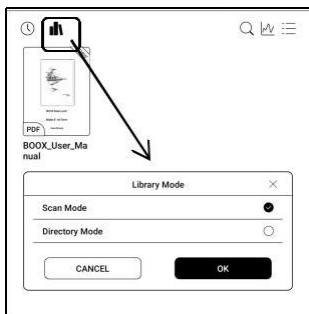 PDF
BOOX_User_Ma
nual
Library Mode
Scan Mode
Directory Mode
CANCEL
OK